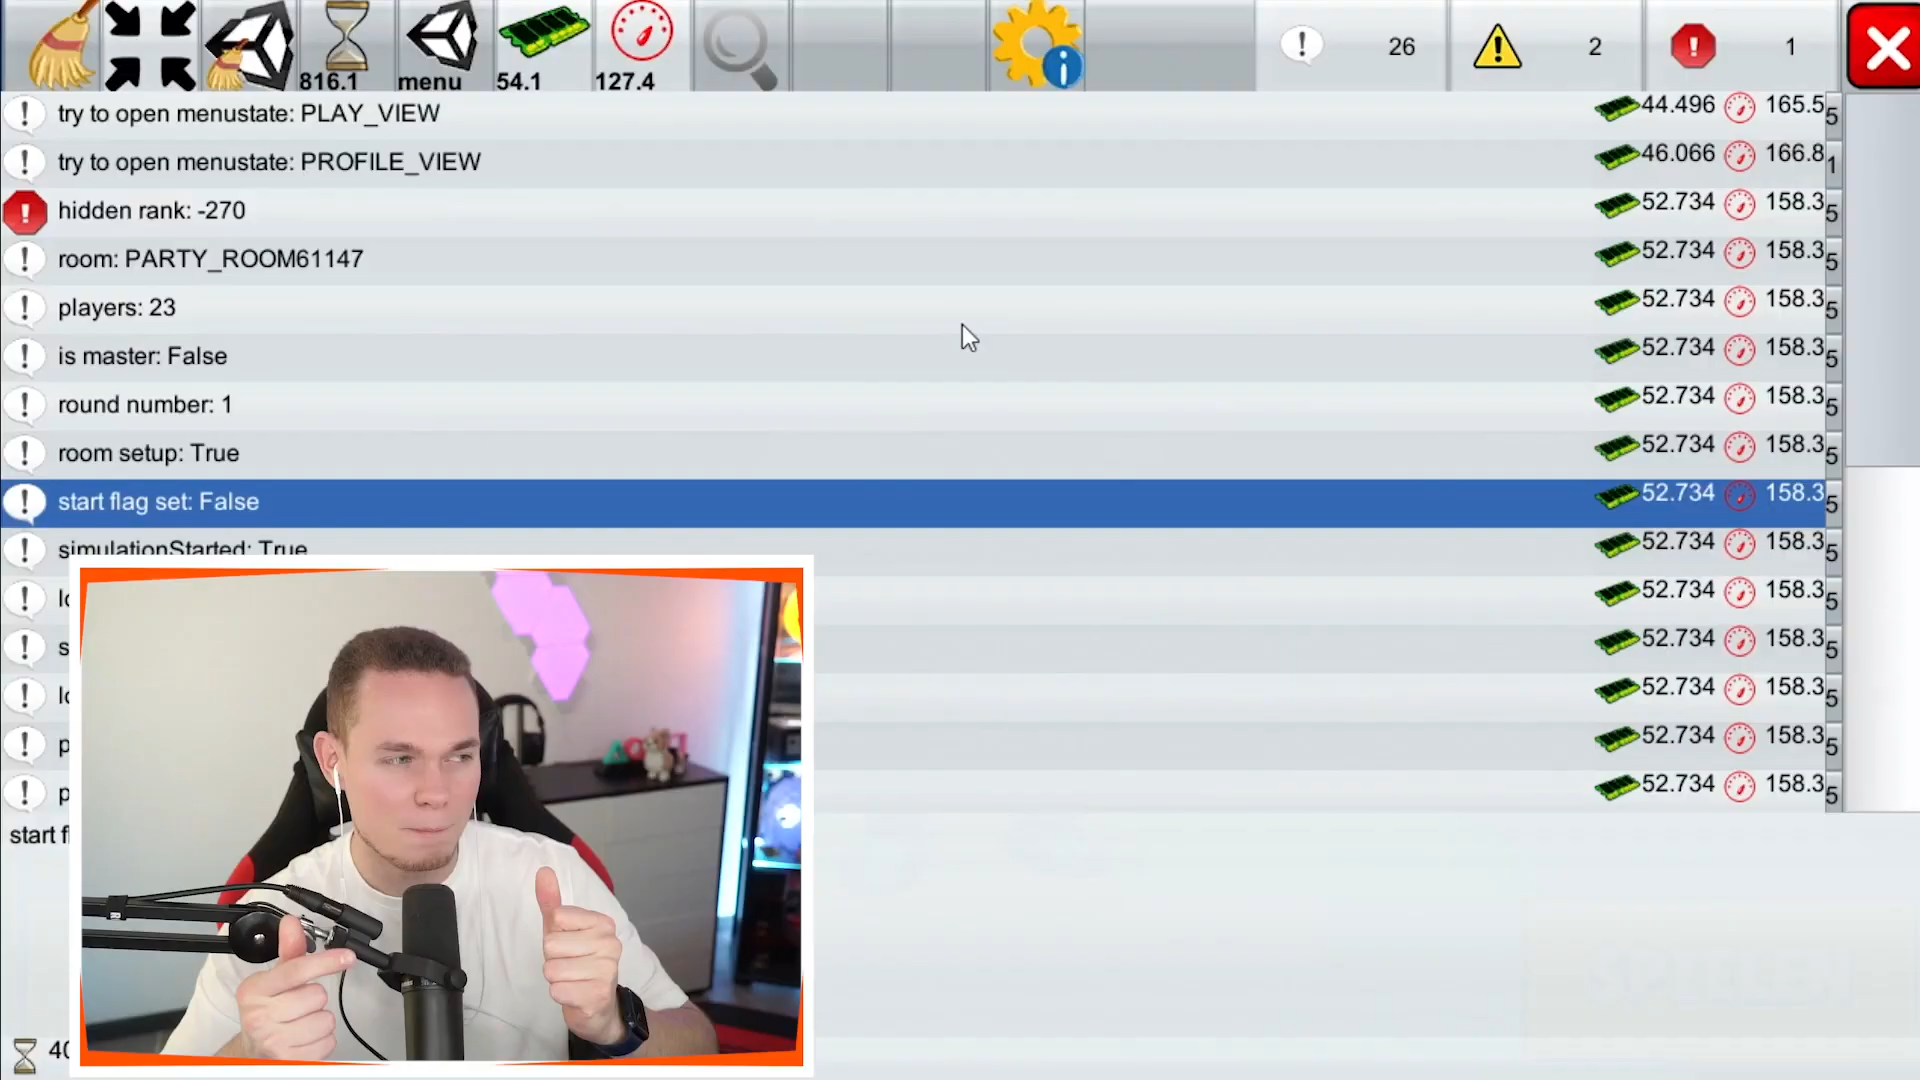 816.1
menu
54.1
127.4
26
2
1
try to open menustate: PLAY_VIEW 44.496 165.5 5
try to open menustate: PROFILE_VIEW 46.066 166.8 1
hidden rank: -270 52.734 158.3 5
room: PARTY_ROOM61147 52.734 158.3 5
players: 23 52.734 158.3 5
is master: False 52.734 158.3 5
round number: 1 52.734 158.3 5
room setup: True 52.734 158.3 5
start flag set: False 52.734 158.3 5
simulationStarted: True 52.734 158.3 5
lo 52.734 158.3 5
s 52.734 158.3 5
lo 52.734 158.3 5
p 52.734 158.3 5
p 52.734 158.3 5
start fl
40